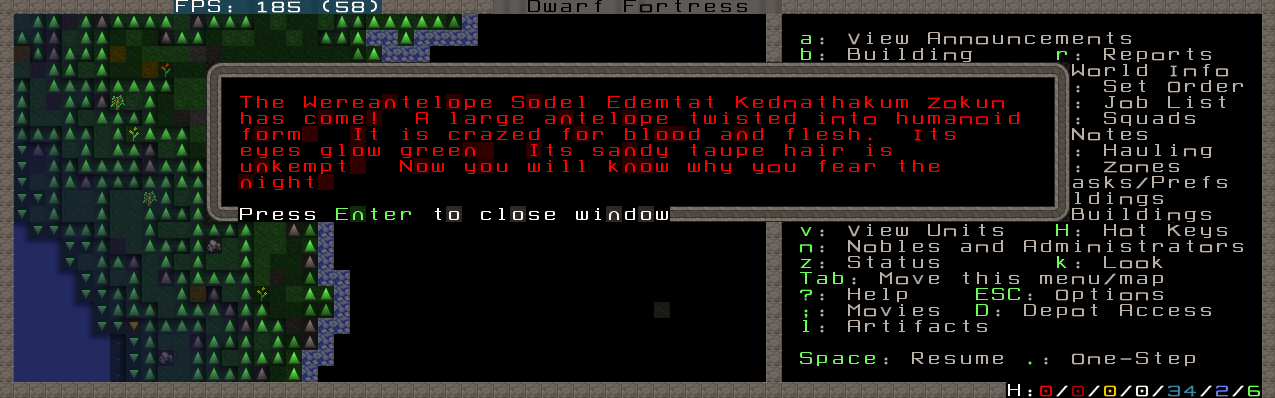 FPS: 185 (58)
Dwarf Fortress
The Wereantelope Sodel Edemtat Kedmathakum Zokun
has come! A large antelope twisted into humanoid
form. It is crazed for blood and flesh. Its
eyes glow green. Its sandy taupe hair is
unkempt. Now you will know why you fear the
night.
Press Enter to close window
a: View Announcements
b: Building r: Reports
World Info
: Set Order
: Job List
: Squads
Notes
: Hauling
: Zones
asks/Prefs
ldings
Buildings
v: View Units H: Hot Keys
n: Nobles and Administrators
z: Status k: Look
Tab: Move this menu/map
?: Help ESC: Options
;: Movies D: Depot Access
l: Artifacts
Space: Resume .: One-Step
H:0/0/0/0/34/2/6